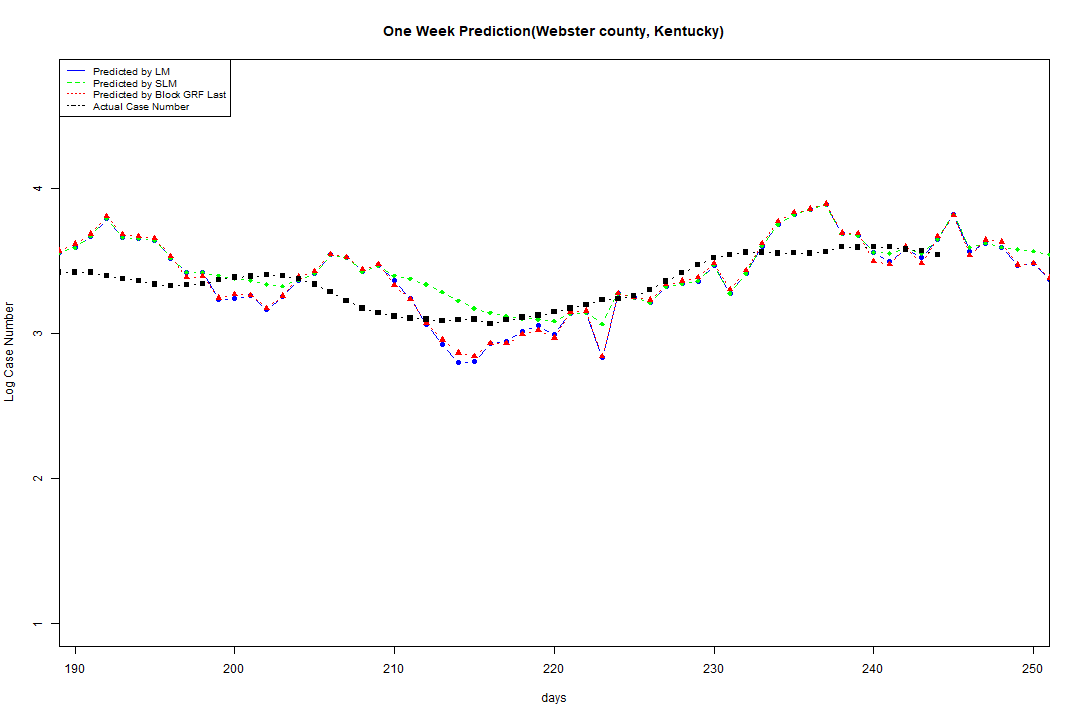 One Week Prediction(Webster county, Kentucky)
Predicted by LM
Predicted by SLM
Predicted by Block GRF Last
Actual Case Number
4
3
2
1
Log Case Number
190 200 210 220 230 240 250
days